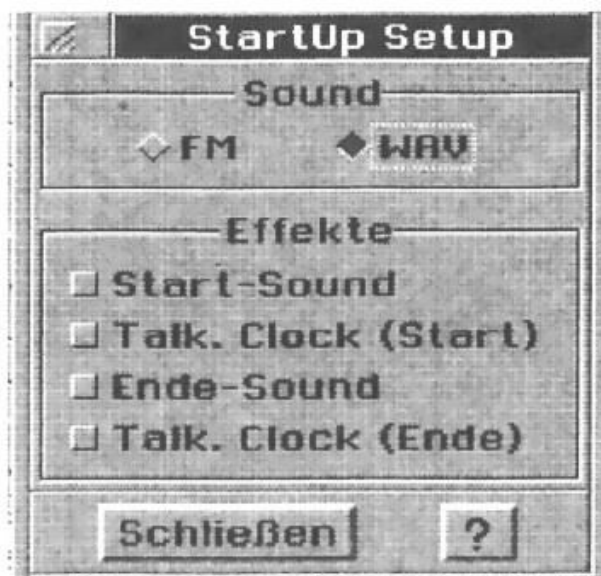 StartUp Setup
Sound
FM WAV
Effekte
Start-Sound
Talk. Clock (Start)
Ende-Sound
Talk. Clock (Ende)
Schließen ?